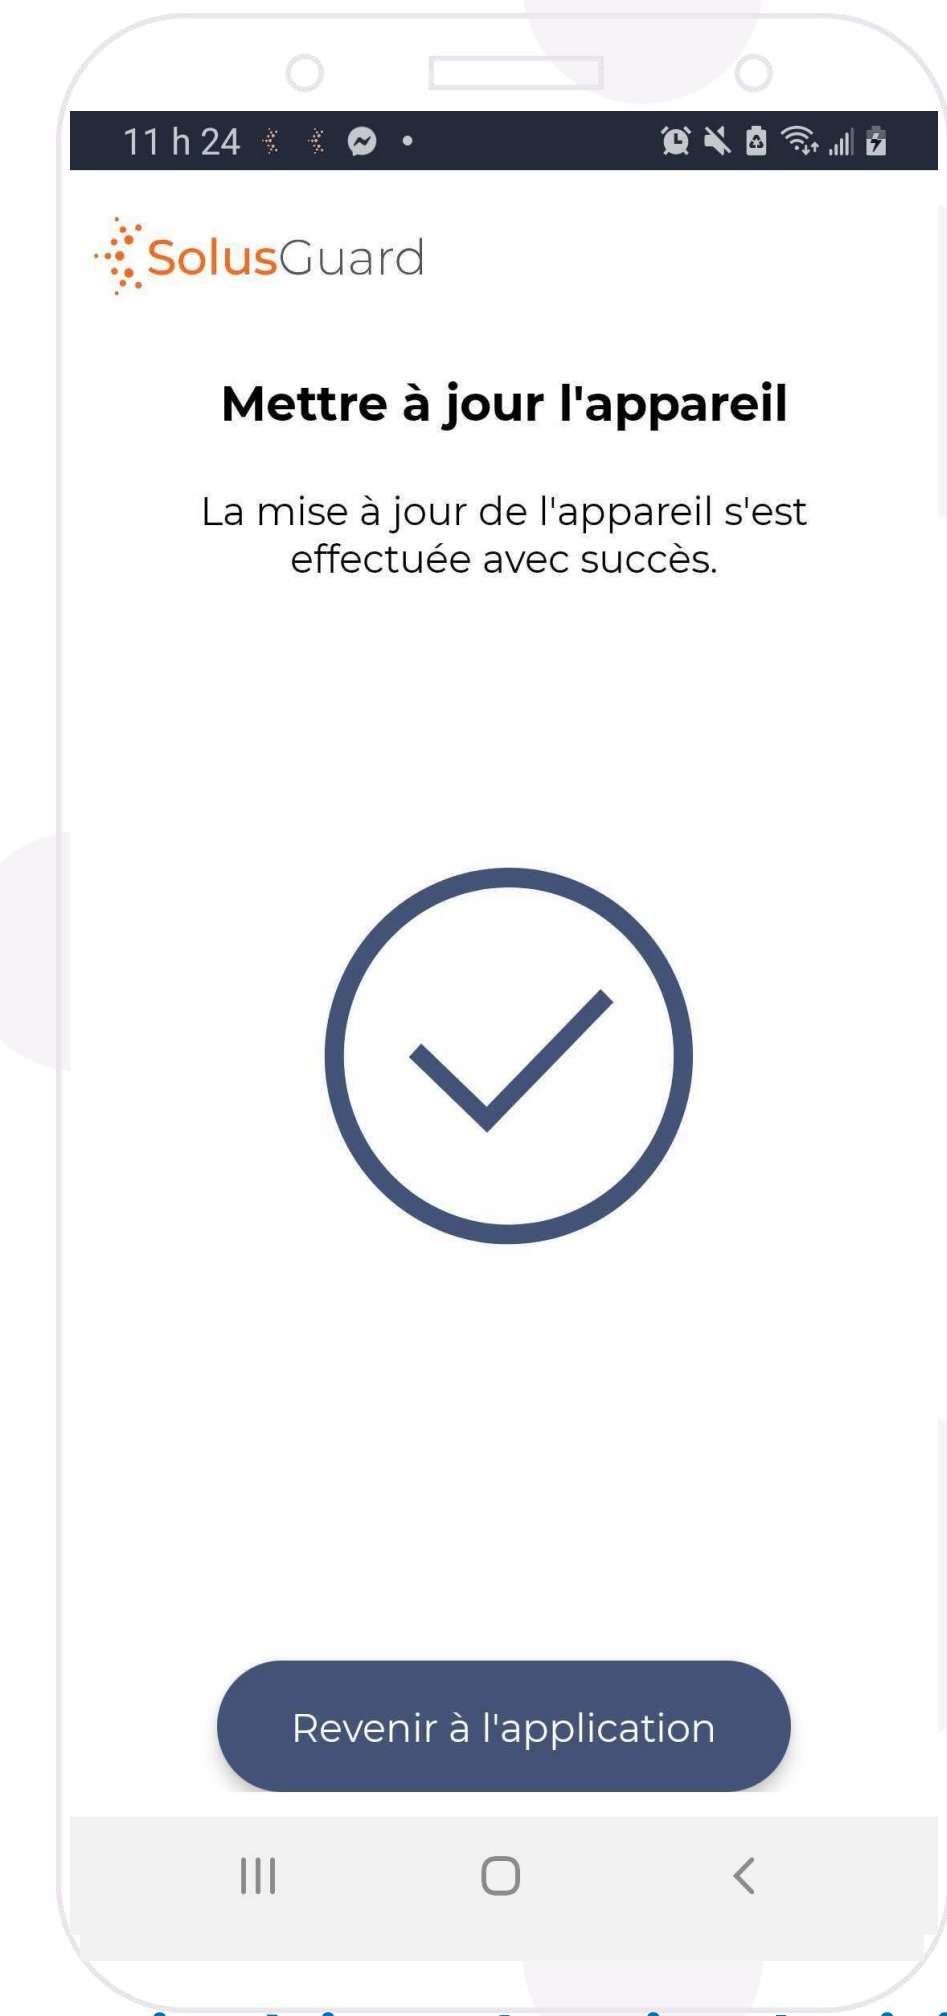 11 h 24
SolusGuard
Mettre à jour l'appareil
La mise à jour de l'appareil s'est
effectuée avec succès.
Revenir à l'application